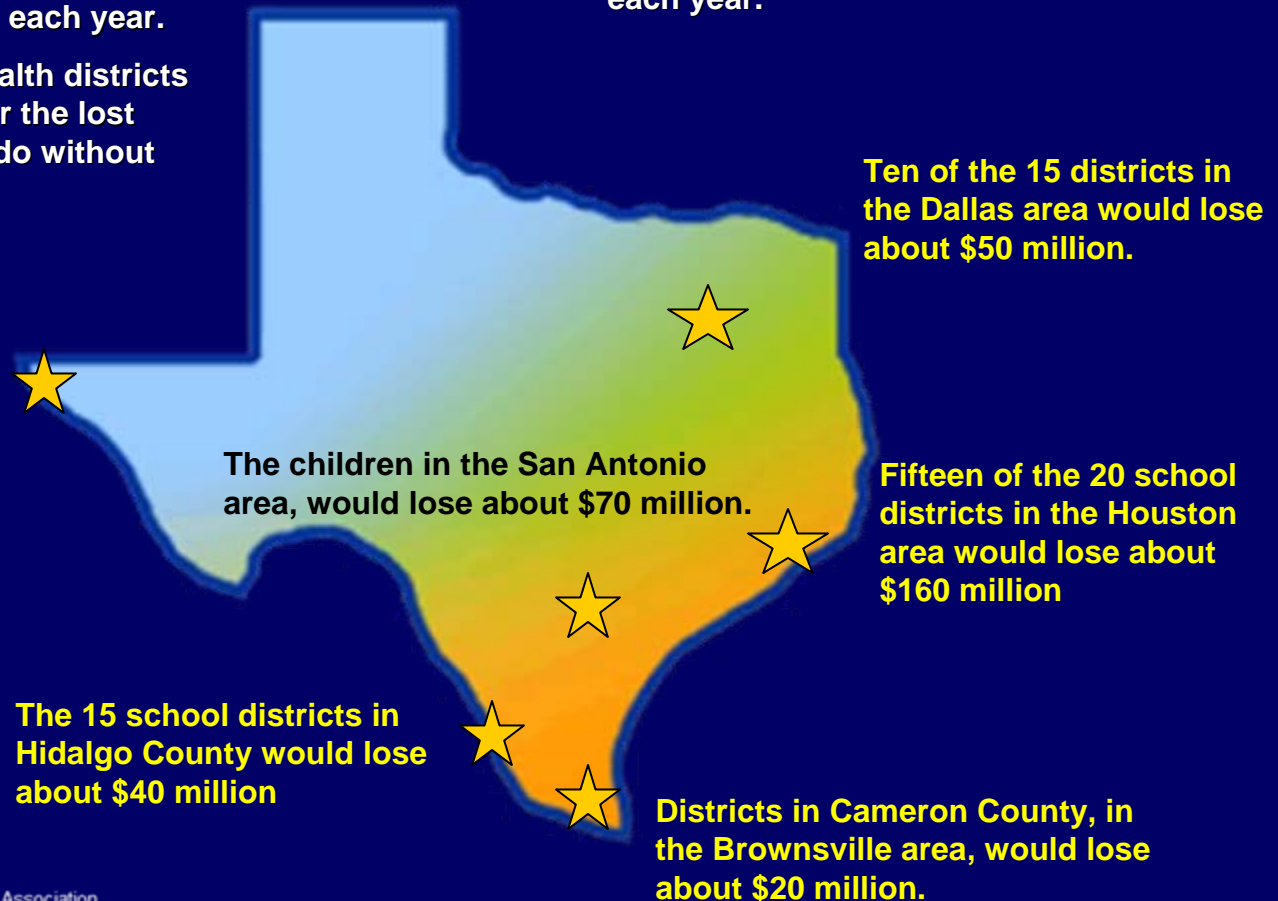 each year.
alth districts
r the lost
do without
each year.
Ten of the 15 districts in
the Dallas area would lose
about $50 million.
The children in the San Antonio
area, would lose about $70 million.
Fifteen of the 20 school
districts in the Houston
area would lose about
$160 million
The 15 school districts in
Hidalgo County would lose
about $40 million
Districts in Cameron County, in
the Brownsville area, would lose
about $20 million.
Association